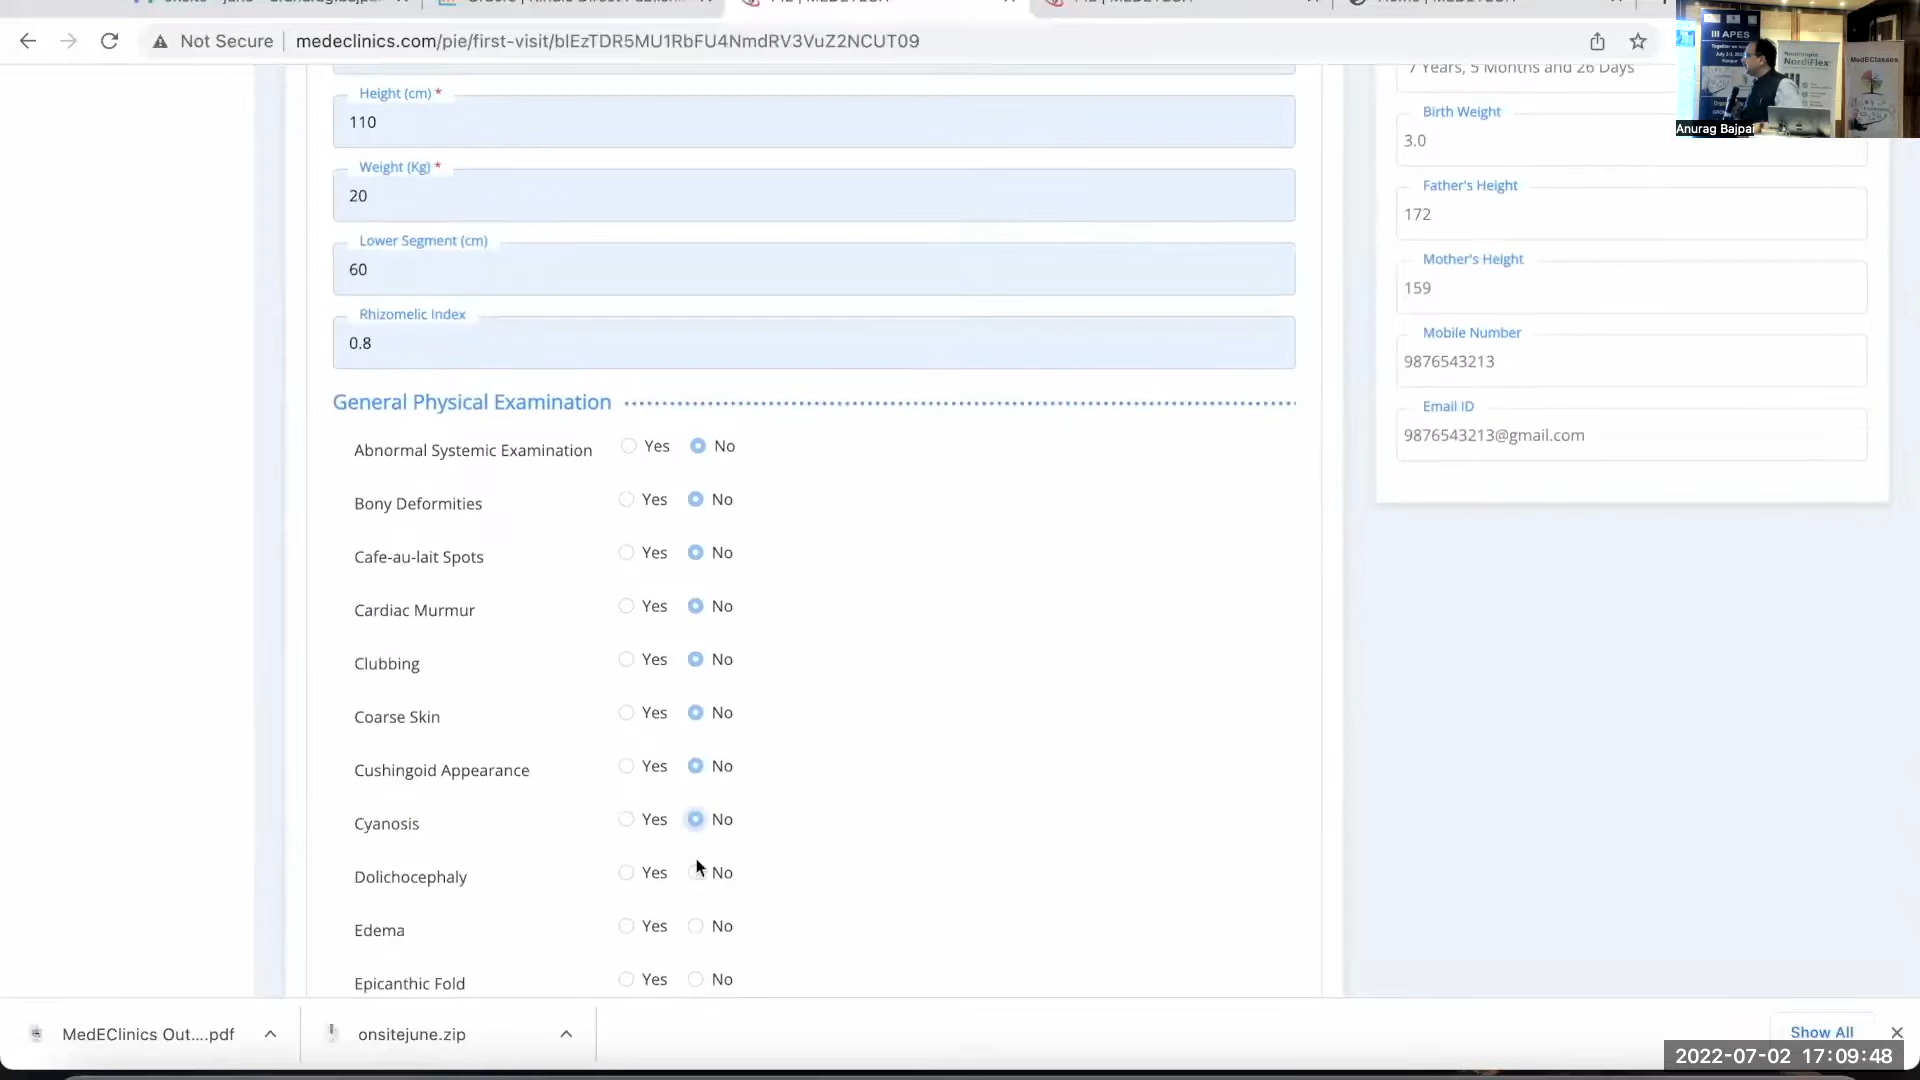 Not Secure
medeclinics.com/pie/first-visit/blEzTDR5MU1RbFU4NmdRV3VuZ2NCUT09
III APES
NordiFlex
MedEClasses
Anurag Bajpai
Height (cm) *
110
Weight (Kg) *
20
Lower Segment (cm)
60
Rhizomelic Index
0.8
General Physical Examination
Abnormal Systemic Examination Yes No
Bony Deformities Yes No
Cafe-au-lait Spots Yes No
Cardiac Murmur Yes No
Clubbing Yes No
Coarse Skin Yes No
Cushingoid Appearance Yes No
Cyanosis Yes No
Dolichocephaly Yes No
Edema Yes No
Epicanthic Fold Yes No
7 Years, 5 Months and 26 Days
Birth Weight
3.0
Father's Height
172
Mother's Height
159
Mobile Number
9876543213
Email ID
9876543213@gmail.com
MedEClinics Out....pdf
onsitejune.zip
Show All
2022-07-02 17:09:48